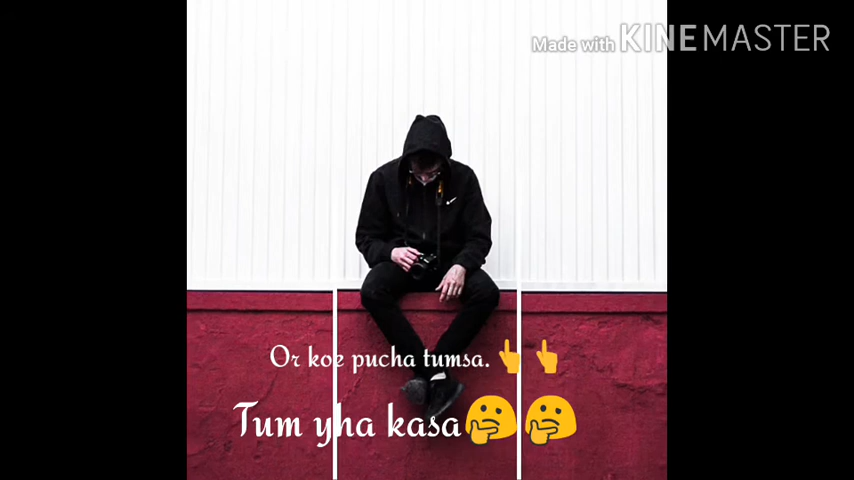 Made with KINEMASTER
Or koe pucha tumsa.👆👆
Tum yha kasa🤔🤔